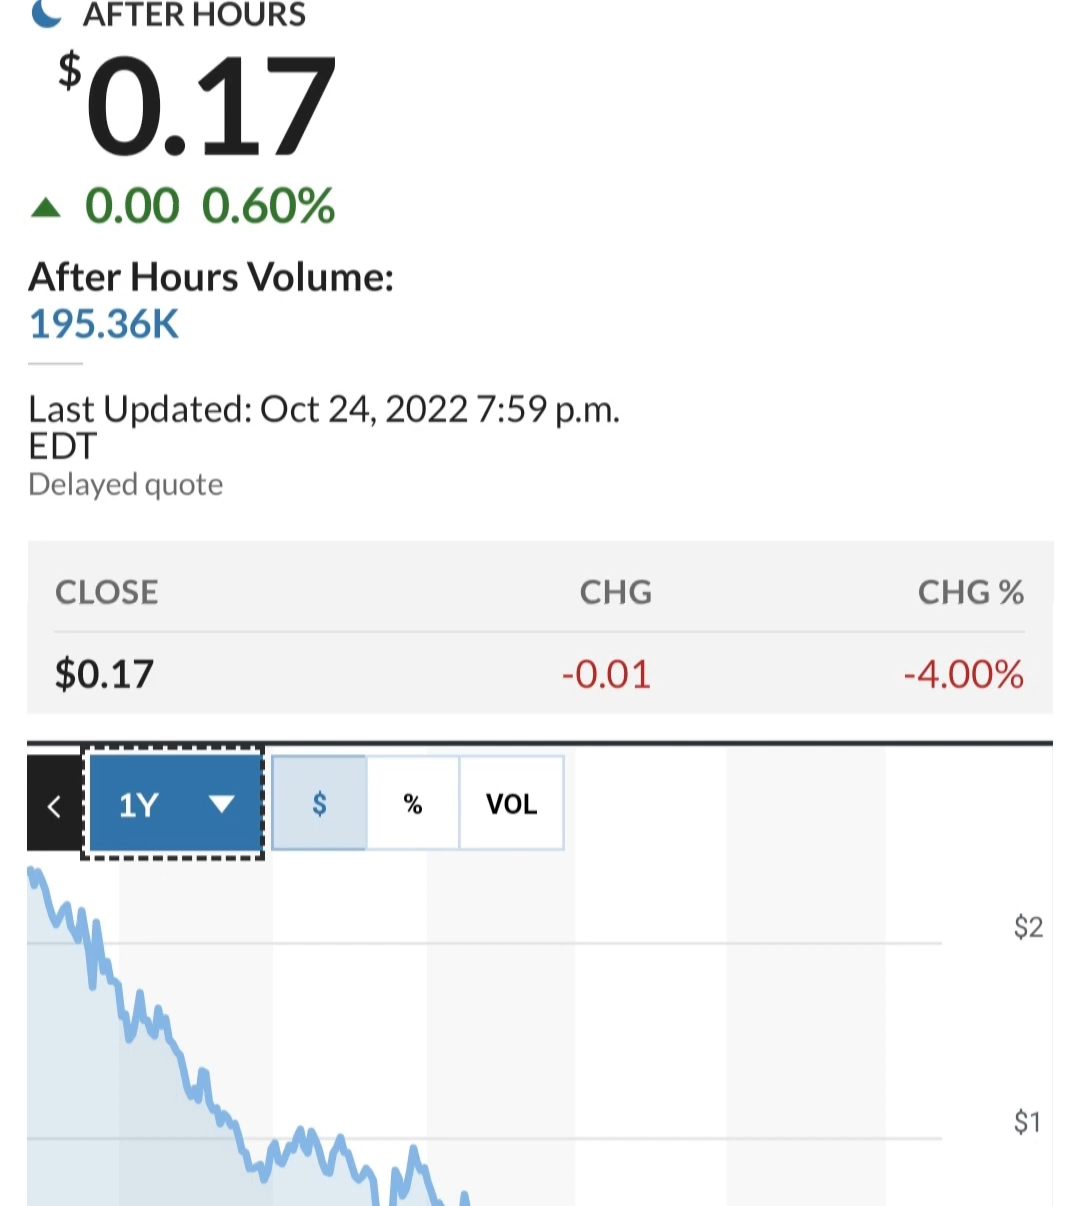 AFTER HOURS
$0.17
0.00 0.60%
After Hours Volume:
195.36K
Last Updated: Oct 24, 2022 7:59 p.m.
EDT
Delayed quote
CLOSE CHG CHG %
$0.17 -0.01 -4.00%
1Y $ % VOL
$2
$1